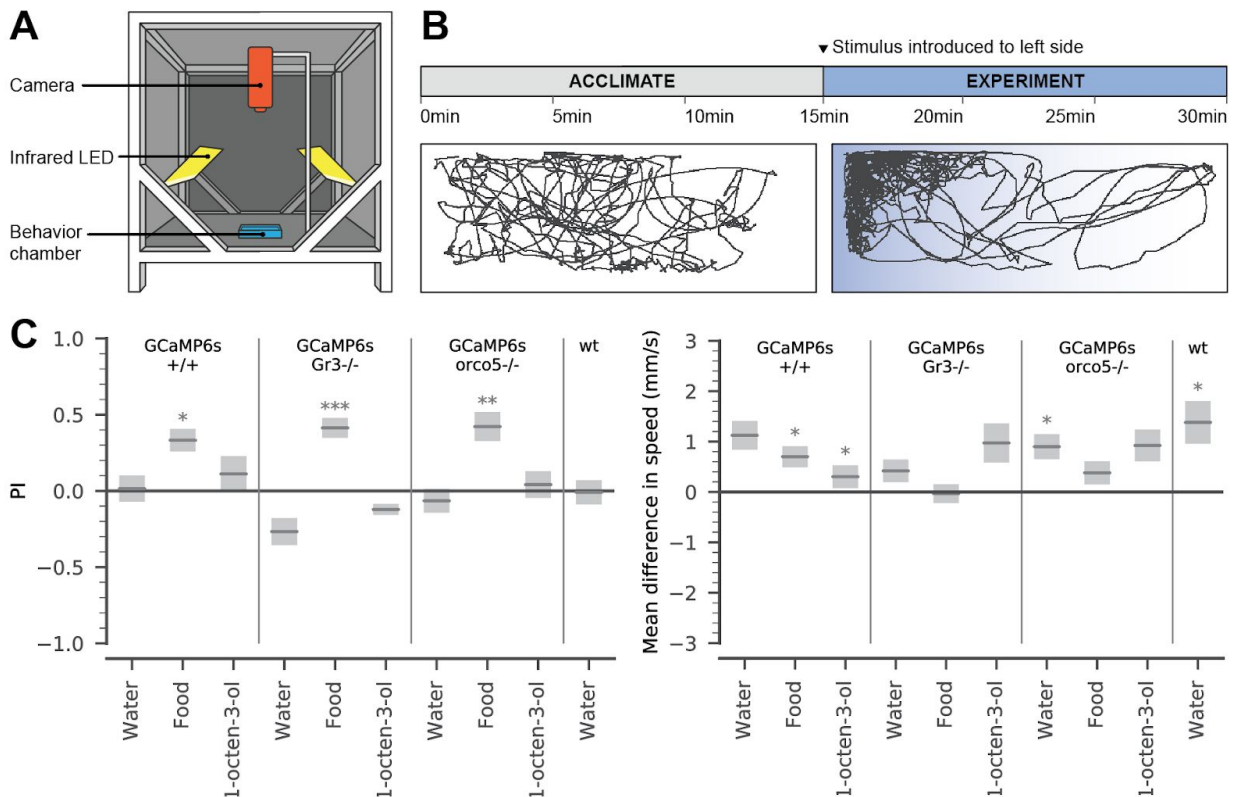 A
Camera
Infrared LED
Behavior
chamber
B
▼ Stimulus introduced to left side
ACCLIMATE EXPERIMENT
0min 5min 10min 15min 20min 25min 30min
C
PI
1.0
0.5
0.0
−0.5
−1.0
GCaMP6s
+/+
GCaMP6s
Gr3-/-
GCaMP6s
orco5-/-
wt
* *** **
Water
Food
1-octen-3-ol
Water
Food
1-octen-3-ol
Water
Food
1-octen-3-ol
Water
Mean difference in speed (mm/s)
3
2
1
0
−1
−2
−3
GCaMP6s
+/+
GCaMP6s
Gr3-/-
GCaMP6s
orco5-/-
wt
* * * *
Water
Food
1-octen-3-ol
Water
Food
1-octen-3-ol
Water
Food
1-octen-3-ol
Water